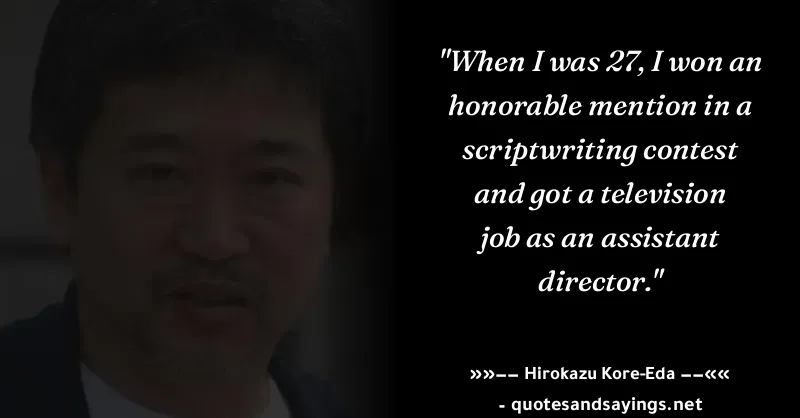 "When I was 27, I won an
honorable mention in a
scriptwriting contest
and got a television
job as an assistant
director."
»»–– Hirokazu Kore-Eda ––««
- quotesandsayings.net